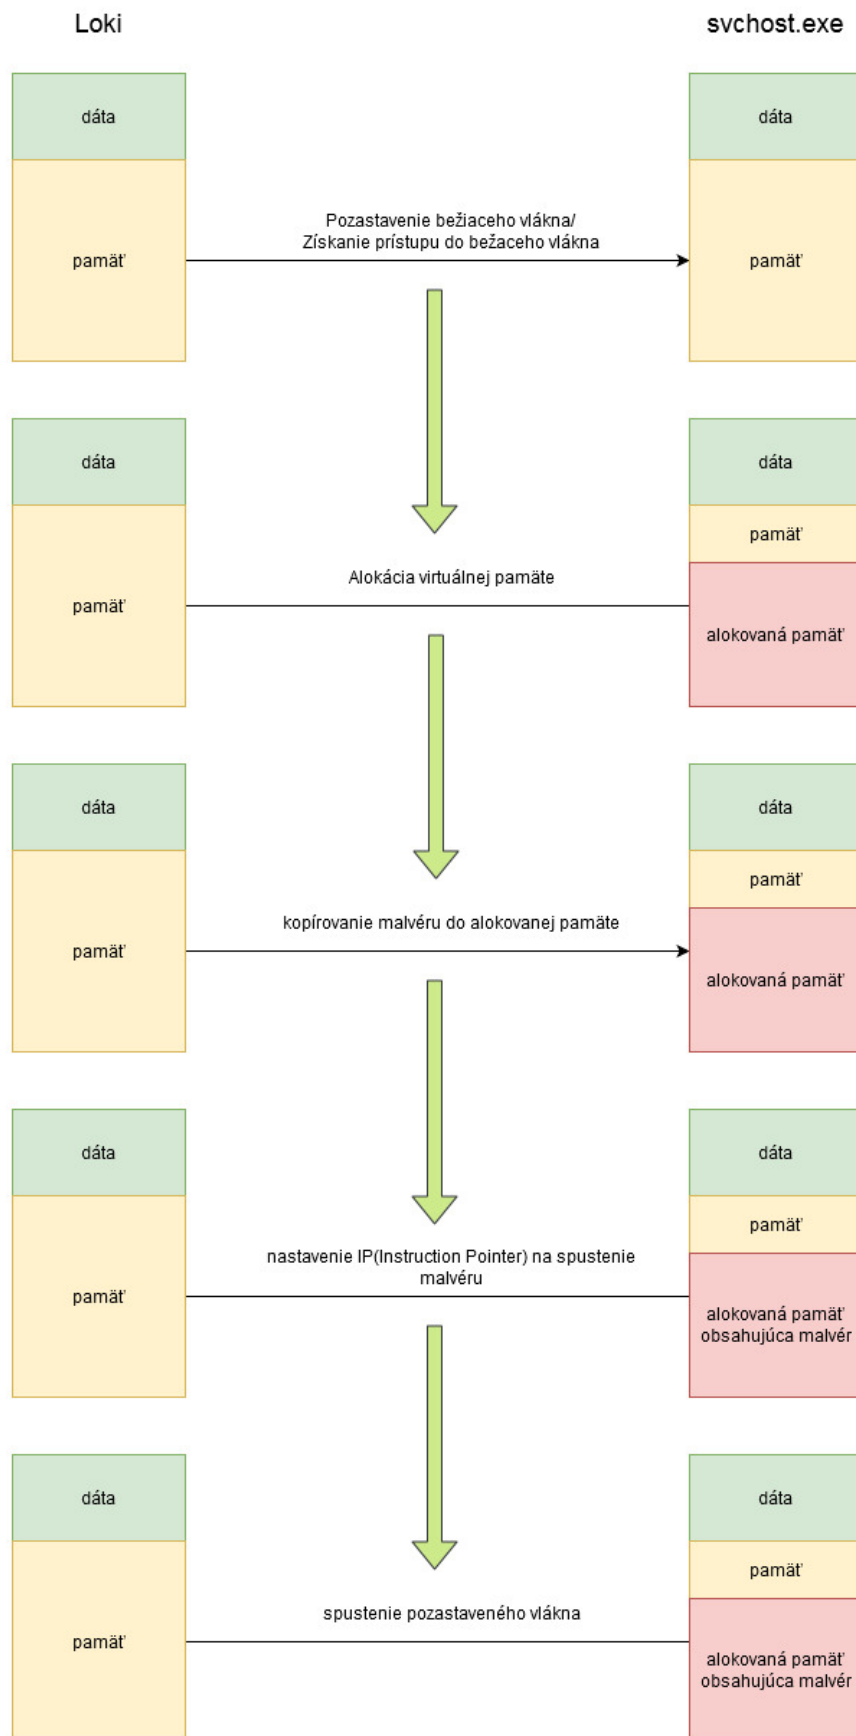 Loki
svchost.exe
dáta
dáta
Pozastavenie bežiaceho vlákna/
Získanie prístupu do bežaceho vlákna
pamäť
pamäť
dáta
dáta
pamäť
Alokácia virtuálnej pamäte
pamäť
alokovaná pamäť
dáta
dáta
pamäť
kopírovanie malvéru do alokovanej pamäte
pamäť
alokovaná pamäť
dáta
dáta
pamäť
nastavenie IP(Instruction Pointer) na spustenie
malvéru
pamäť
alokovaná pamäť
obsahujúca malvér
dáta
dáta
pamäť
spustenie pozastaveného vlákna
pamäť
alokovaná pamäť
obsahujúca malvér